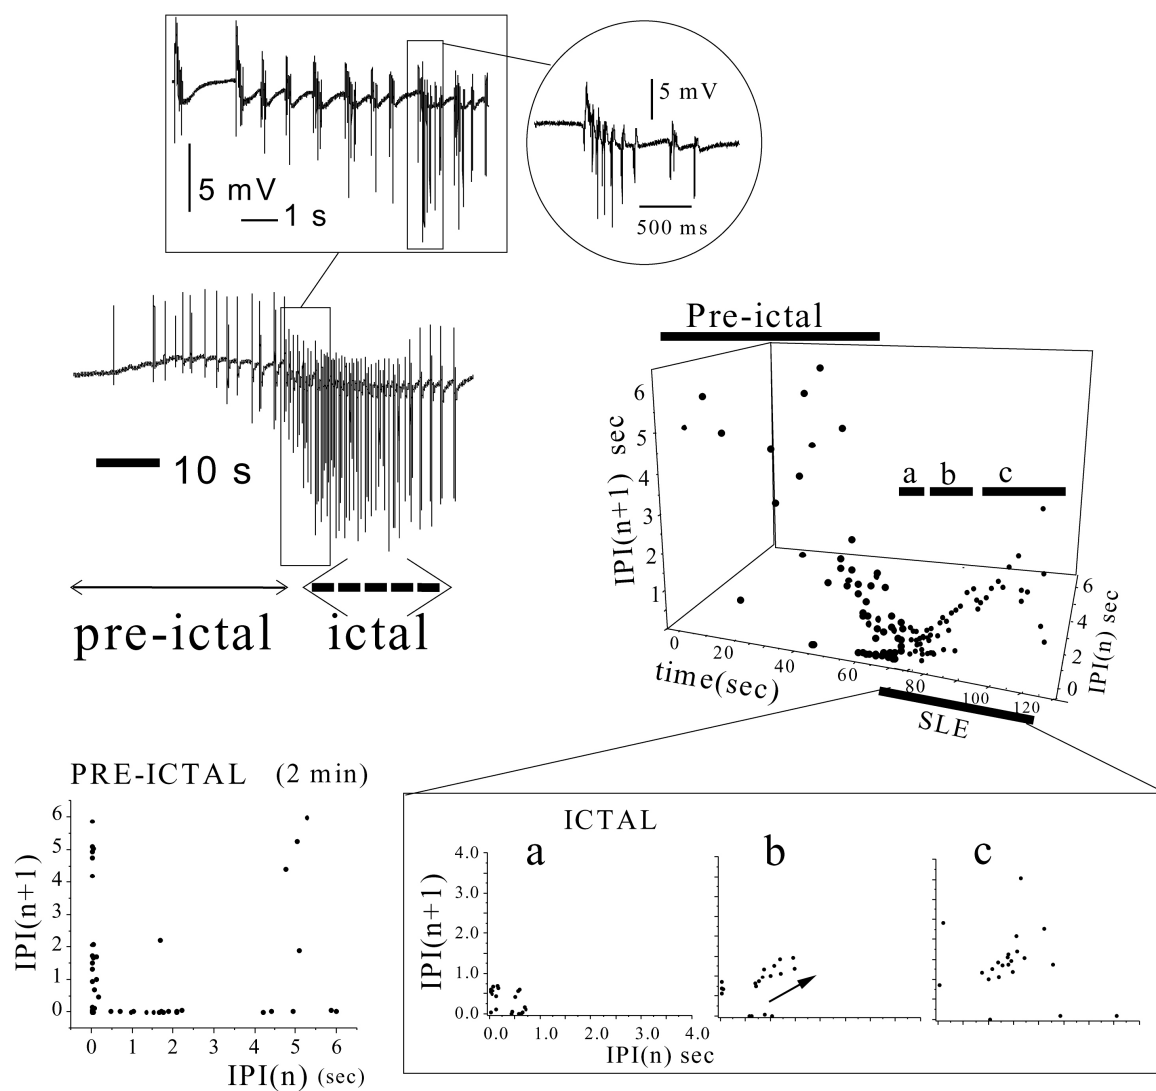 5 mV
1 s
5 mV
500 ms
10 s
pre-ictal
ictal
Pre-ictal
IPI(n+1) sec
6
5
4
3
2
1
a
b
c
0
20
40
60
80
100
120
time(sec)
6
4
2
0
IPI(n) sec
SLE
PRE-ICTAL (2 min)
IPI(n+1)
6
5
4
3
2
1
0
0
1
2
3
4
5
6
IPI(n) (sec)
ICTAL
a
b
c
IPI(n+1)
4.0
3.0
2.0
1.0
0.0
0.0
1.0
2.0
3.0
4.0
IPI(n) sec